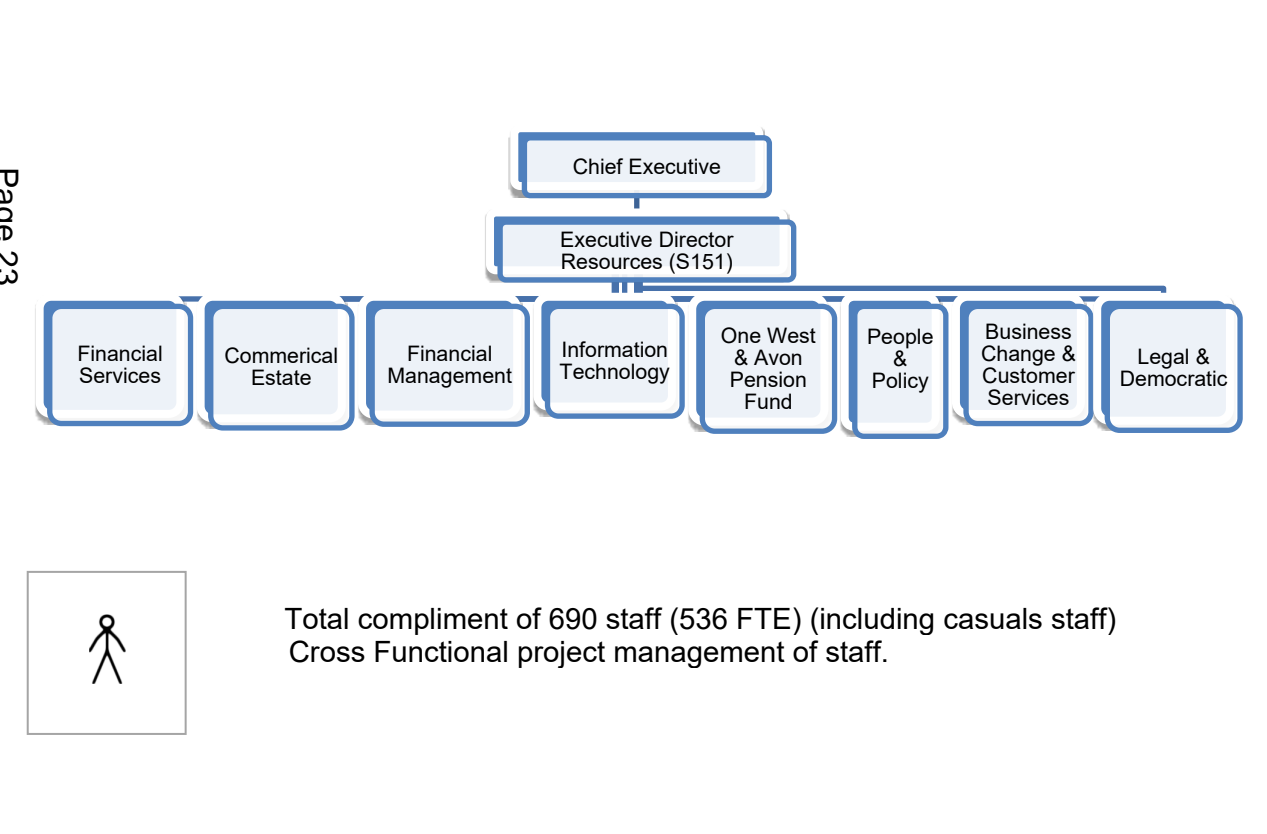 Page 23
Chief Executive
Executive Director
Resources (S151)
Financial
Services
Commerical
Estate
Financial
Management
Information
Technology
One West
& Avon
Pension
Fund
People
&
Policy
Business
Change &
Customer
Services
Legal &
Democratic
Total compliment of 690 staff (536 FTE) (including casuals staff)
Cross Functional project management of staff.